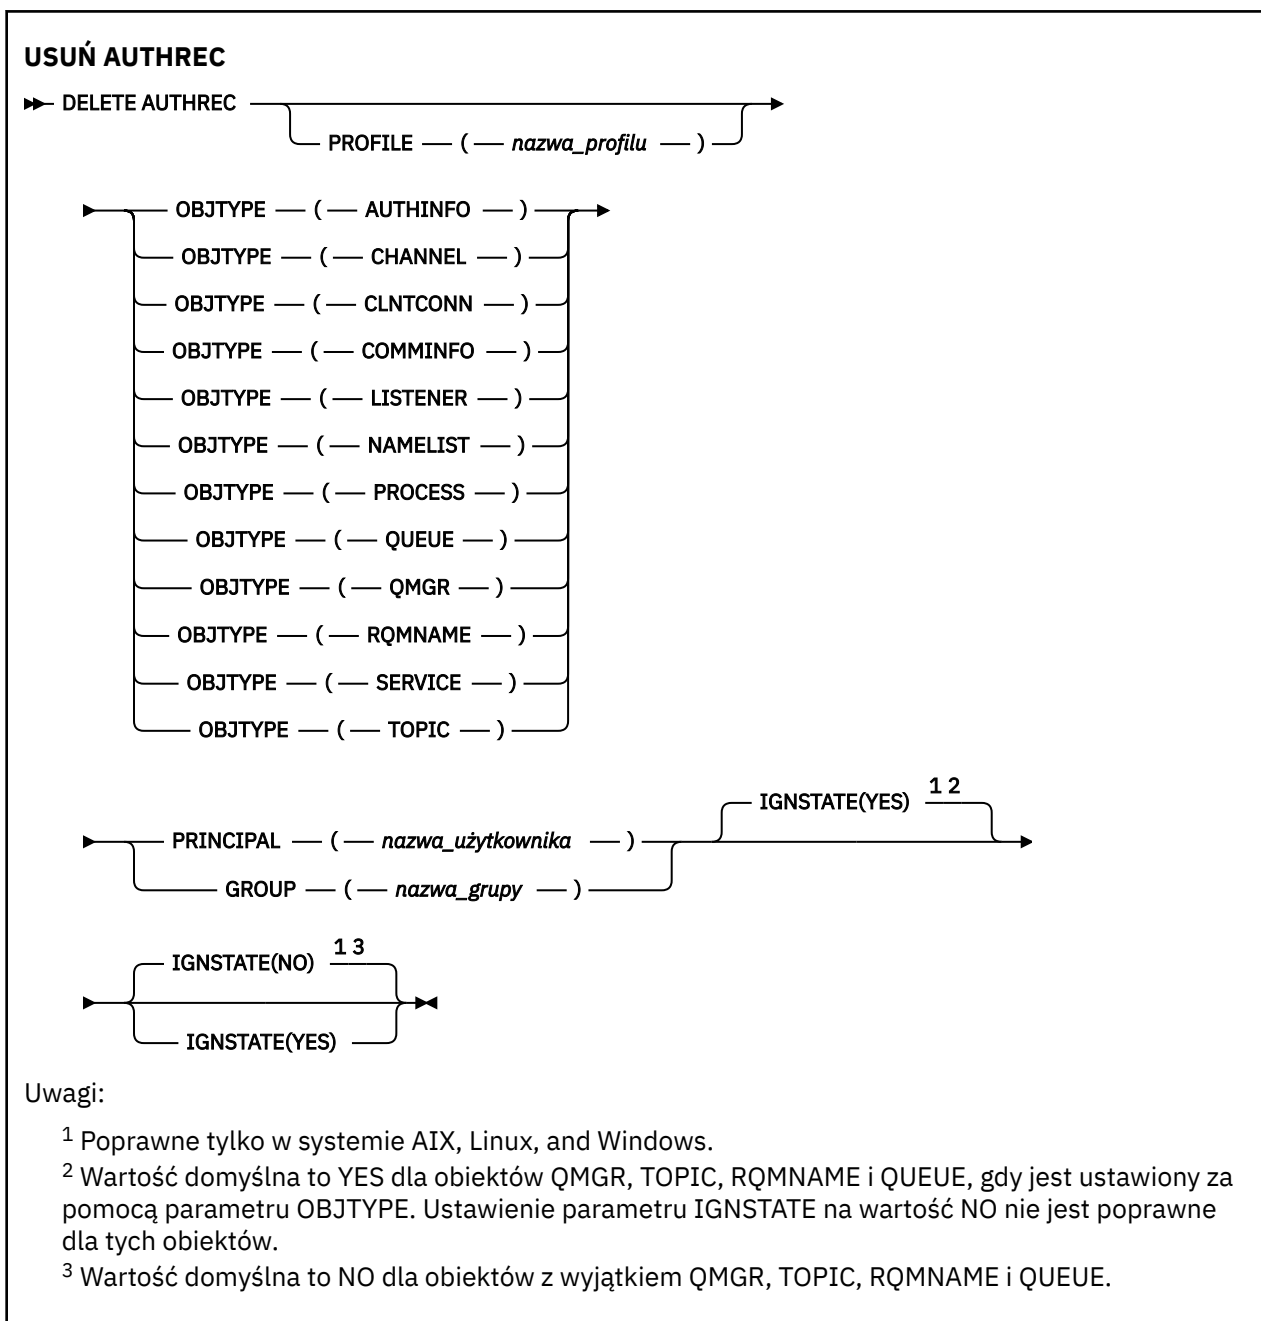 USUŃ AUTHREC
DELETE AUTHREC
PROFILE ( nazwa_profilu )
OBJTYPE ( AUTHINFO )
OBJTYPE ( CHANNEL )
OBJTYPE ( CLNTCONN )
OBJTYPE ( COMMINFO )
OBJTYPE ( LISTENER )
OBJTYPE ( NAMELIST )
OBJTYPE ( PROCESS )
OBJTYPE ( QUEUE )
OBJTYPE ( QMGR )
OBJTYPE ( RQMNAME )
OBJTYPE ( SERVICE )
OBJTYPE ( TOPIC )
IGNSTATE(YES) 1 2
PRINCIPAL ( nazwa_użytkownika )
GROUP ( nazwa_grupy )
IGNSTATE(NO) 1 3
IGNSTATE(YES)
Uwagi:
1 Poprawne tylko w systemie AIX, Linux, and Windows.
2 Wartość domyślna to YES dla obiektów QMGR, TOPIC, RQMNAME i QUEUE, gdy jest ustawiony za
pomocą parametru OBJTYPE. Ustawienie parametru IGNSTATE na wartość NO nie jest poprawne
dla tych obiektów.
3 Wartość domyślna to NO dla obiektów z wyjątkiem QMGR, TOPIC, RQMNAME i QUEUE.